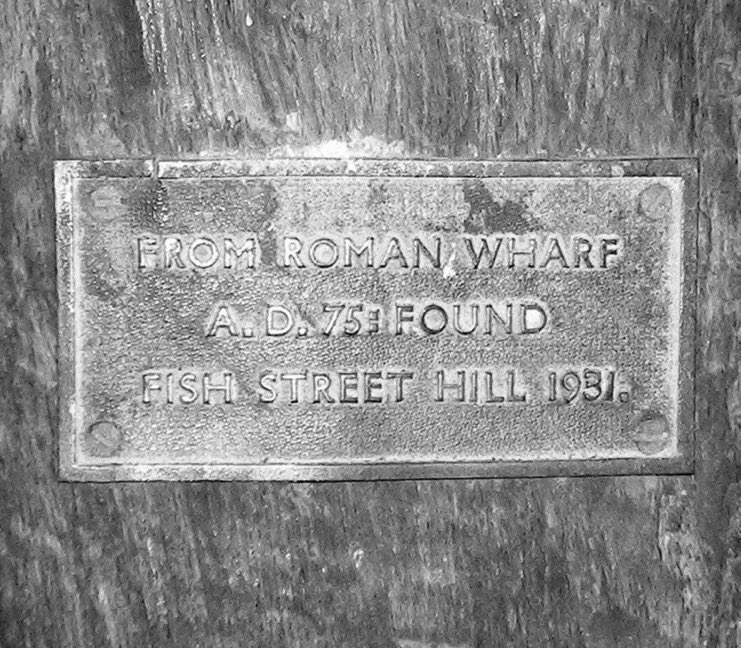 FROM ROMAN WHARF
A.D. 75: FOUND
FISH STREET HILL 1931.